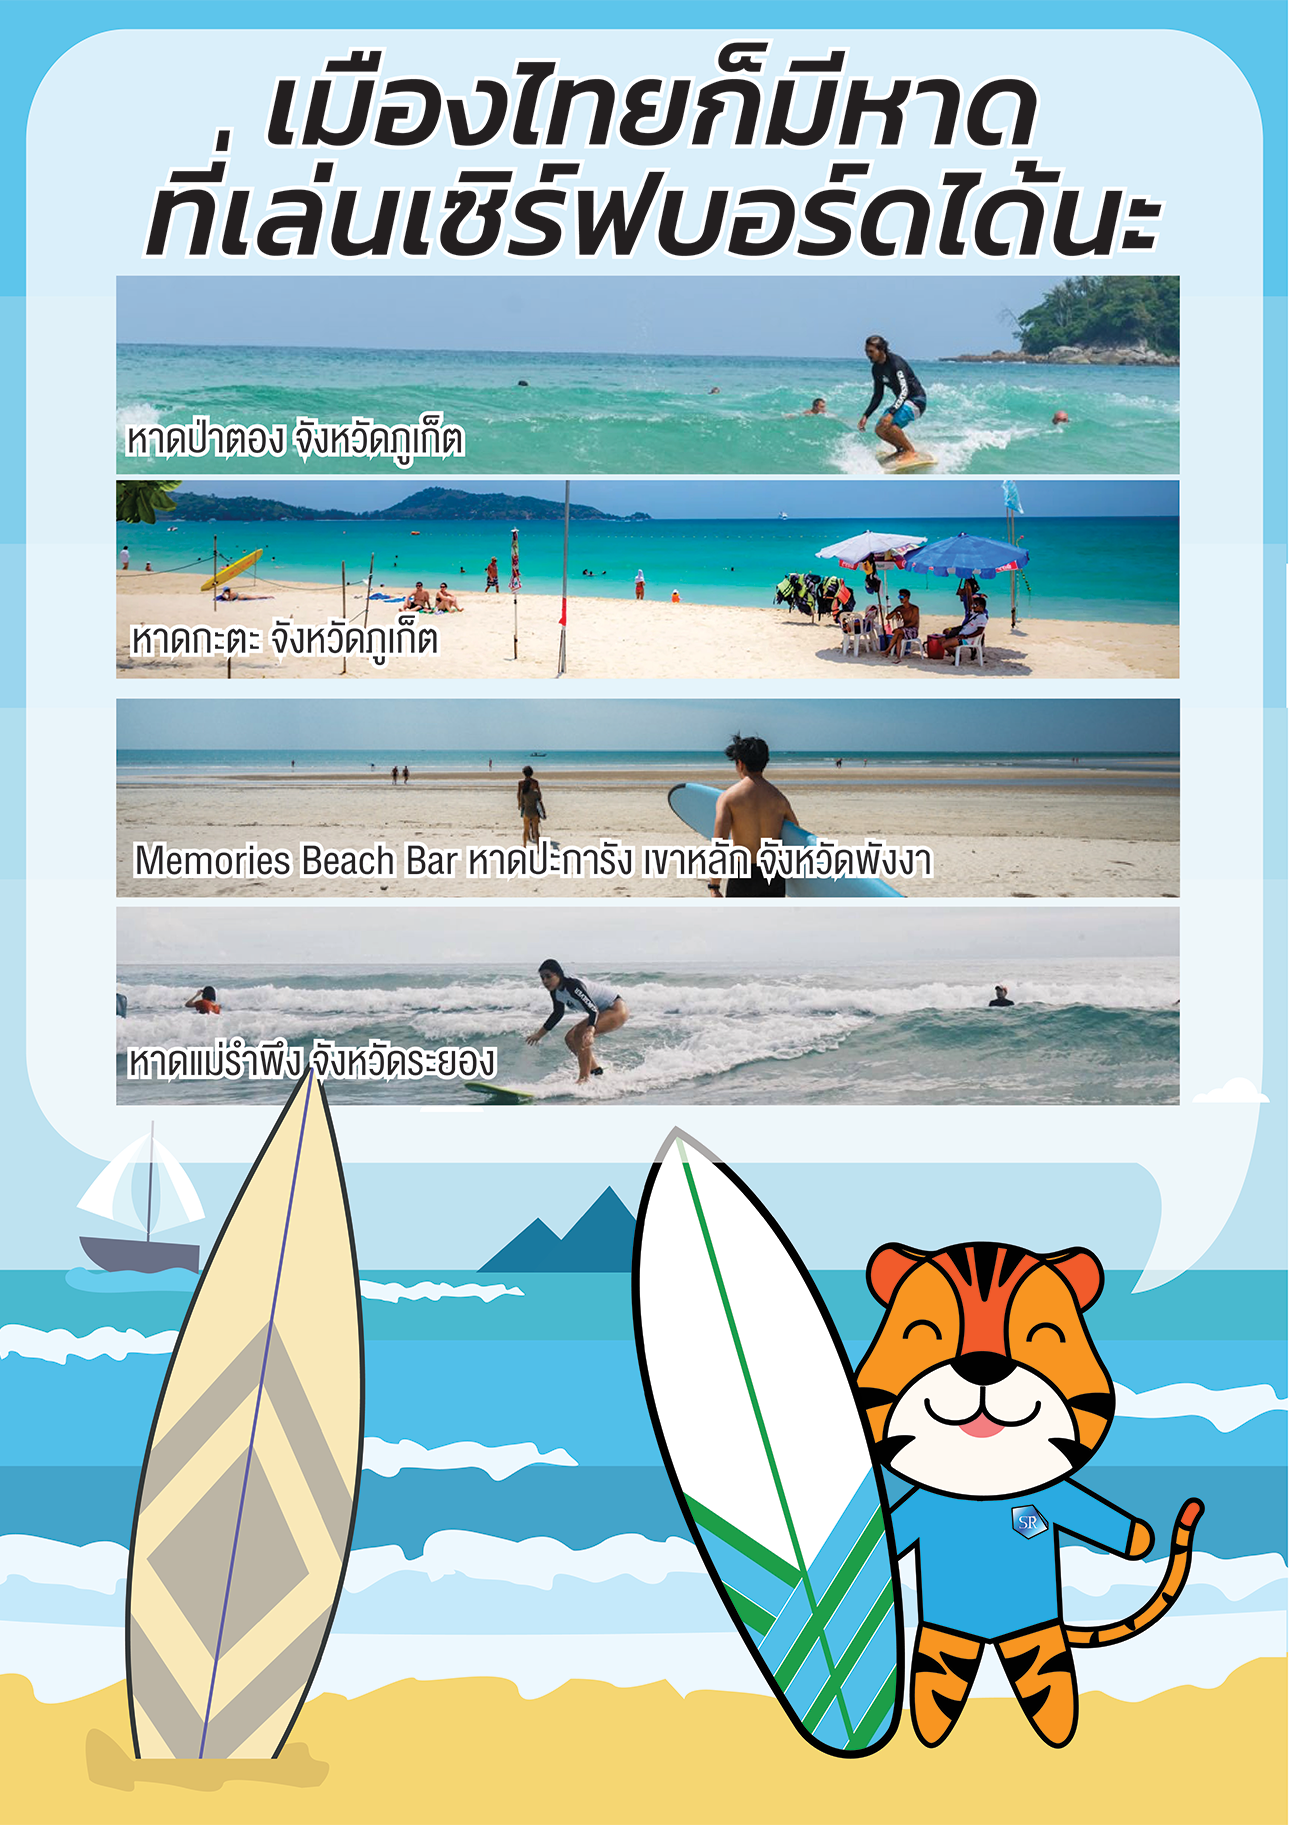 เมืองไทยก็มีหาด
ที่เล่นเซิร์ฟบอร์ดได้นะ
หาดป่าตอง จังหวัดภูเก็ต
หาดกะตะ จังหวัดภูเก็ต
Memories Beach Bar หาดปะการัง เขาหลัก จังหวัดพังงา
หาดแม่รำพึง จังหวัดระยอง
SR